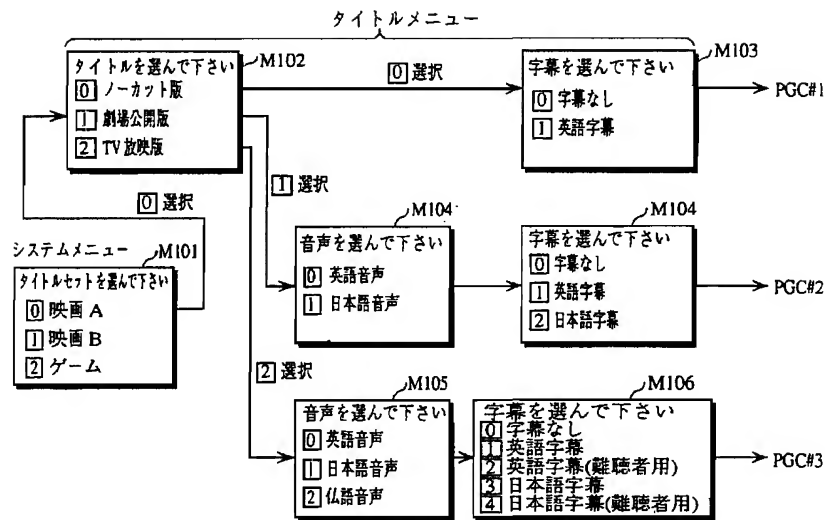 タイトルメニュー
タイトルを選んで下さい
0 ノーカット版
1 劇場公開版
2 TV放映版
M102
0 選択
字幕を選んで下さい
0 字幕なし
1 英語字幕
M103
PGC#1
0 選択
1 選択
システムメニュー
M101
タイトルセットを選んで下さい
0 映画 A
1 映画 B
2 ゲーム
M104
音声を選んで下さい
0 英語音声
1 日本語音声
M104
字幕を選んで下さい
0 字幕なし
1 英語字幕
2 日本語字幕
PGC#2
2 選択
M105
音声を選んで下さい
0 英語音声
1 日本語音声
2 仏語音声
M106
字幕を選んで下さい
0 字幕なし
1 英語字幕
2 英語字幕(難聴者用)
3 日本語字幕
4 日本語字幕(難聴者用)
PGC#3